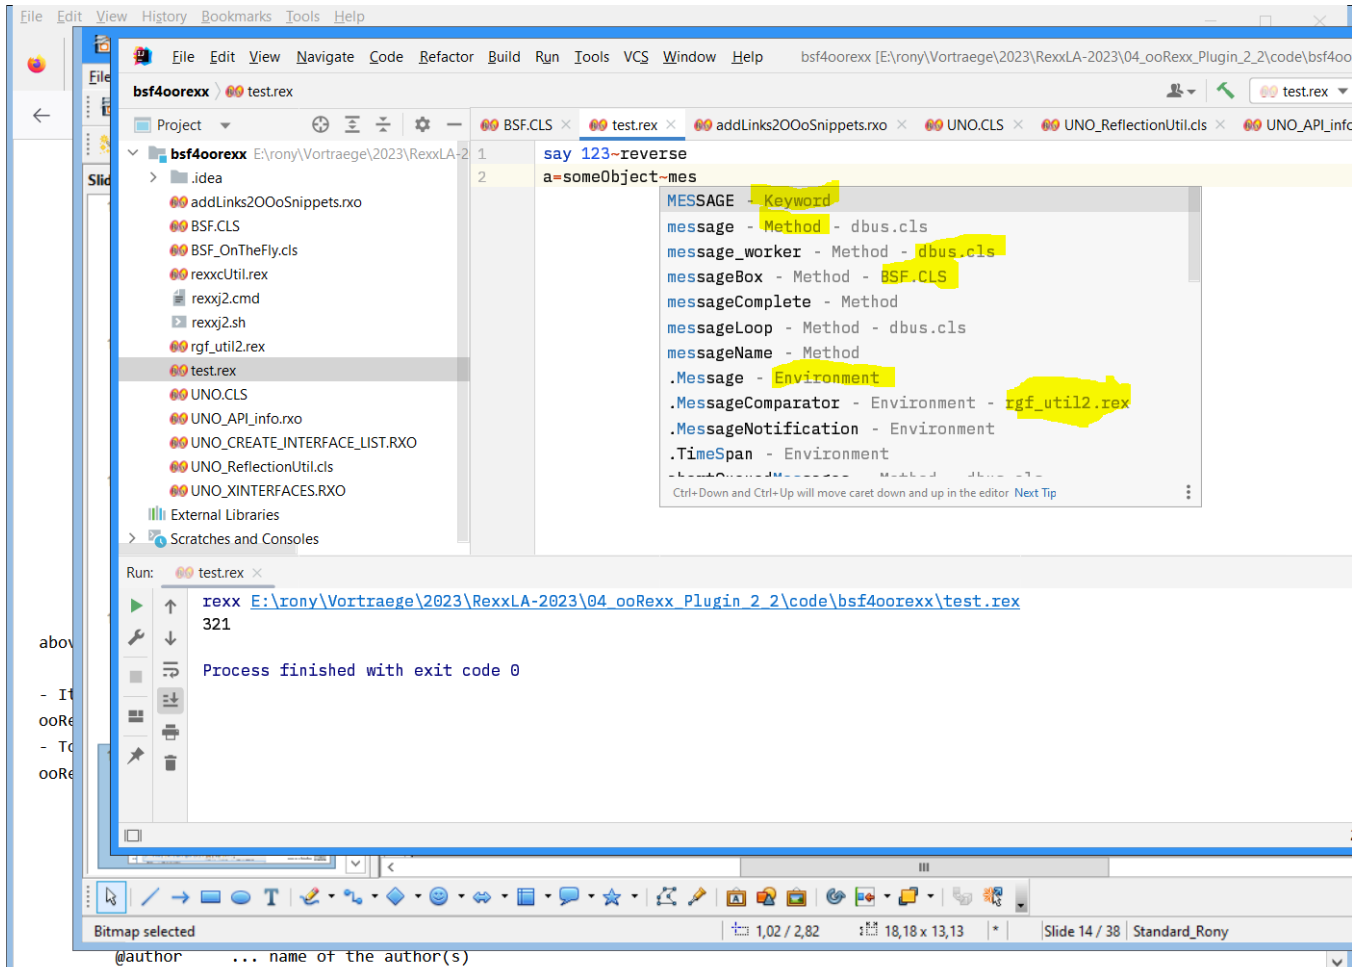 File Edit View History Bookmarks Tools Help
File Edit View Navigate Code Refactor Build Run Tools VCS Window Help bsf4oorexx [E:\rony\Vortraege\2023\RexxLA-2023\04_ooRexx_Plugin_2_2\code\bsf4oo
File
bsf4oorexx test.rex
test.rex
Project
BSF.CLS test.rex addLinks2OOoSnippets.rxo UNO.CLS UNO_ReflectionUtil.cls UNO_API_info
bsf4oorexx E:\rony\Vortraege\2023\RexxLA-2
.idea
addLinks2OOoSnippets.rxo
BSF.CLS
BSF_OnTheFly.cls
rexxcUtil.rex
rexxj2.cmd
rexxj2.sh
rgf_util2.rex
test.rex
UNO.CLS
UNO_API_info.rxo
UNO_CREATE_INTERFACE_LIST.RXO
UNO_ReflectionUtil.cls
UNO_XINTERFACES.RXO
External Libraries
Scratches and Consoles
Slid
1 say 123~reverse
2 a=someObject~mes
MESSAGE - Keyword
message - Method - dbus.cls
message_worker - Method - dbus.cls
messageBox - Method - BSF.CLS
messageComplete - Method
messageLoop - Method - dbus.cls
messageName - Method
.Message - Environment
.MessageComparator - Environment - rgf_util2.rex
.MessageNotification - Environment
.TimeSpan - Environment
Ctrl+Down and Ctrl+Up will move caret down and up in the editor Next Tip
Run: test.rex
rexx E:\rony\Vortraege\2023\RexxLA-2023\04_ooRexx_Plugin_2_2\code\bsf4oorexx\test.rex
321
Process finished with exit code 0
abov
- It
ooRe
- To
ooRe
Bitmap selected 1,02 / 2,82 18,18 x 13,13 * Slide 14 / 38 Standard_Rony
@author ... name of the author(s)